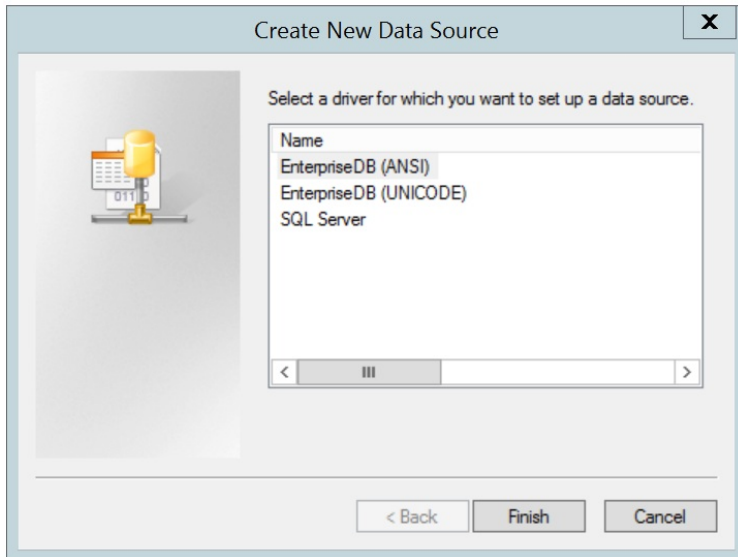 Create New Data Source
X
Select a driver for which you want to set up a data source.
Name
EnterpriseDB (ANSI)
EnterpriseDB (UNICODE)
SQL Server
< Back
Finish
Cancel